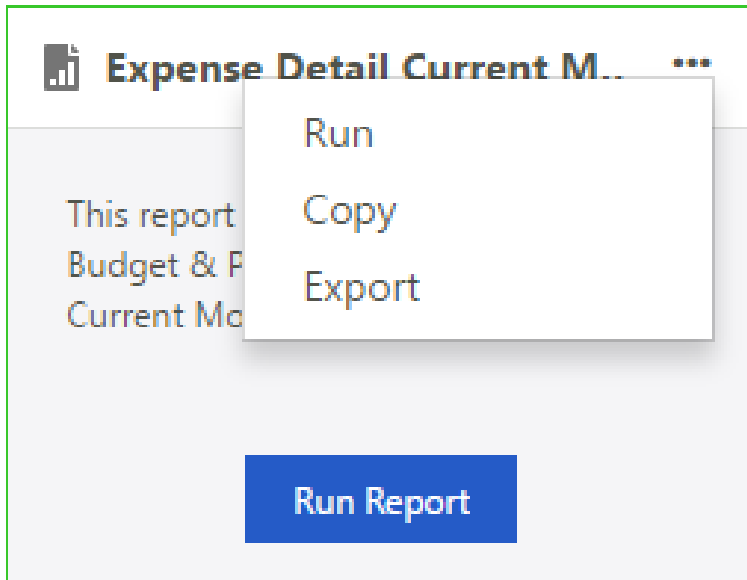 Expense Detail Current M..
Run
Copy
Export
This report
Budget & P
Current Mo
Run Report